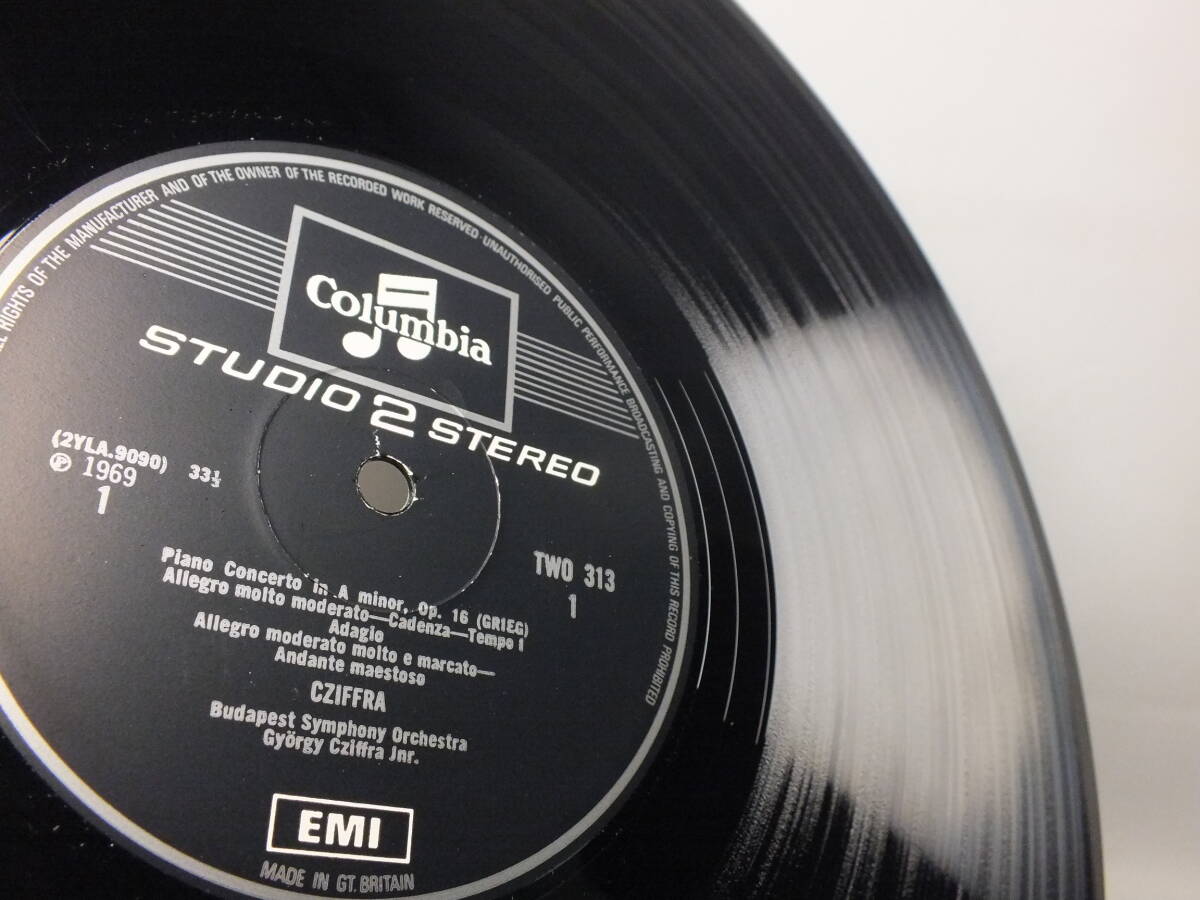 RIGHTS OF THE MANUFACTURER AND OF THE OWNER OF THE RECORDED WORK RESERVED · UNAUTHORISED PUBLIC PERFORMANCE BROADCASTING AND COPYING OF THIS RECORD PROHIBITED
Columbia
STUDIO 2 STEREO
(2YLA.9090) 33⅓
℗ 1969
1
TWO 313
1
Piano Concerto in A minor, Op. 16 (GRIEG)
Allegro molto moderato—Cadenza—Tempo I
Adagio
Allegro moderato molto e marcato—
Andante maestoso
CZIFFRA
Budapest Symphony Orchestra
György Cziffra Jnr.
EMI
MADE IN GT. BRITAIN